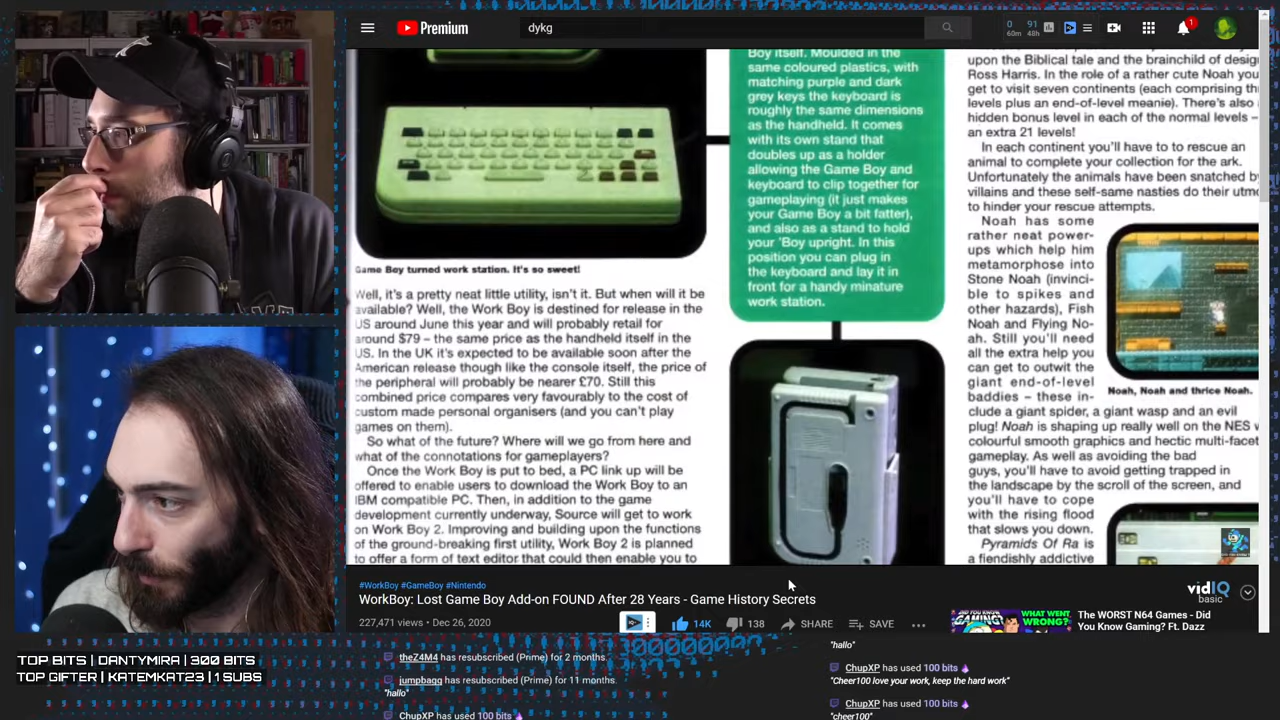 Premium
dykg
0
60m
91
48h
1
Game Boy turned work station. It's so sweet!
Well, it's a pretty neat little utility, isn't it. But when will it be
available? Well, the Work Boy is destined for release in the
US around June this year and will probably retail for
around $79 – the same price as the handheld itself in the
US. In the UK it's expected to be available soon after the
American release though like the console itself, the price of
the peripheral will probably be nearer £70. Still this
combined price compares very favourably to the cost of
custom made personal organisers (and you can't play
games on them).
So what of the future? Where will we go from here and
what of the connotations for gameplayers?
Once the Work Boy is put to bed, a PC link up will be
offered to enable users to download the Work Boy to an
IBM compatible PC. Then, in addition to the game
development currently underway, Source will get to work
on Work Boy 2. Improving and building upon the functions
of the ground-breaking first utility, Work Boy 2 is planned
to offer a form of text editor that could then enable you to
Boy itself. Moulded in the
same coloured plastics, with
matching purple and dark
grey keys the keyboard is
roughly the same dimensions
as the handheld. It comes
with its own stand that
doubles up as a holder
allowing the Game Boy and
keyboard to clip together for
gameplaying (it just makes
your Game Boy a bit fatter),
and also as a stand to hold
your 'Boy upright. In this
position you can plug in
the keyboard and lay it in
front for a handy minature
work station.
upon the Biblical tale and the brainchild of desig
Ross Harris. In the role of a rather cute Noah you
get to visit seven continents (each comprising th
levels plus an end-of-level meanie). There's also
hidden bonus level in each of the normal levels –
an extra 21 levels!
In each continent you'll have to to rescue an
animal to complete your collection for the ark.
Unfortunately the animals have been snatched by
villains and these self-same nasties do their utmo
to hinder your rescue attempts.
Noah has some
rather neat power-
ups which help him
metamorphose into
Stone Noah (invinci-
ble to spikes and
other hazards), Fish
Noah and Flying No-
ah. Still you'll need
all the extra help you
can get to outwit the
giant end-of-level
baddies – these in-
clude a giant spider, a giant wasp and an evil
plug! Noah is shaping up really well on the NES w
colourful smooth graphics and hectic multi-facet
gameplay. As well as avoiding the bad
guys, you'll have to avoid getting trapped in
the landscape by the scroll of the screen, and
you'll have to cope
with the rising flood
that slows you down.
Pyramids Of Ra is
a fiendishly addictive
Noah, Noah and thrice Noah.
#WorkBoy #GameBoy #Nintendo
WorkBoy: Lost Game Boy Add-on FOUND After 28 Years - Game History Secrets
227,471 views • Dec 26, 2020
14K
138
SHARE
SAVE
vidIQ
basic
WHAT WENT
WRONG?
The WORST N64 Games - Did
You Know Gaming? Ft. Dazz
TOP BITS | DANTYMIRA | 300 BITS
TOP GIFTER | KATEMKAT23 | 1 SUBS
theZ4M4 has resubscribed (Prime) for 2 months.
jumpbagg has resubscribed (Prime) for 11 months.
"hallo"
ChupXP has used 100 bits
"hallo"
ChupXP has used 100 bits
"Cheer100 love your work, keep the hard work"
ChupXP has used 100 bits
"cheer100"